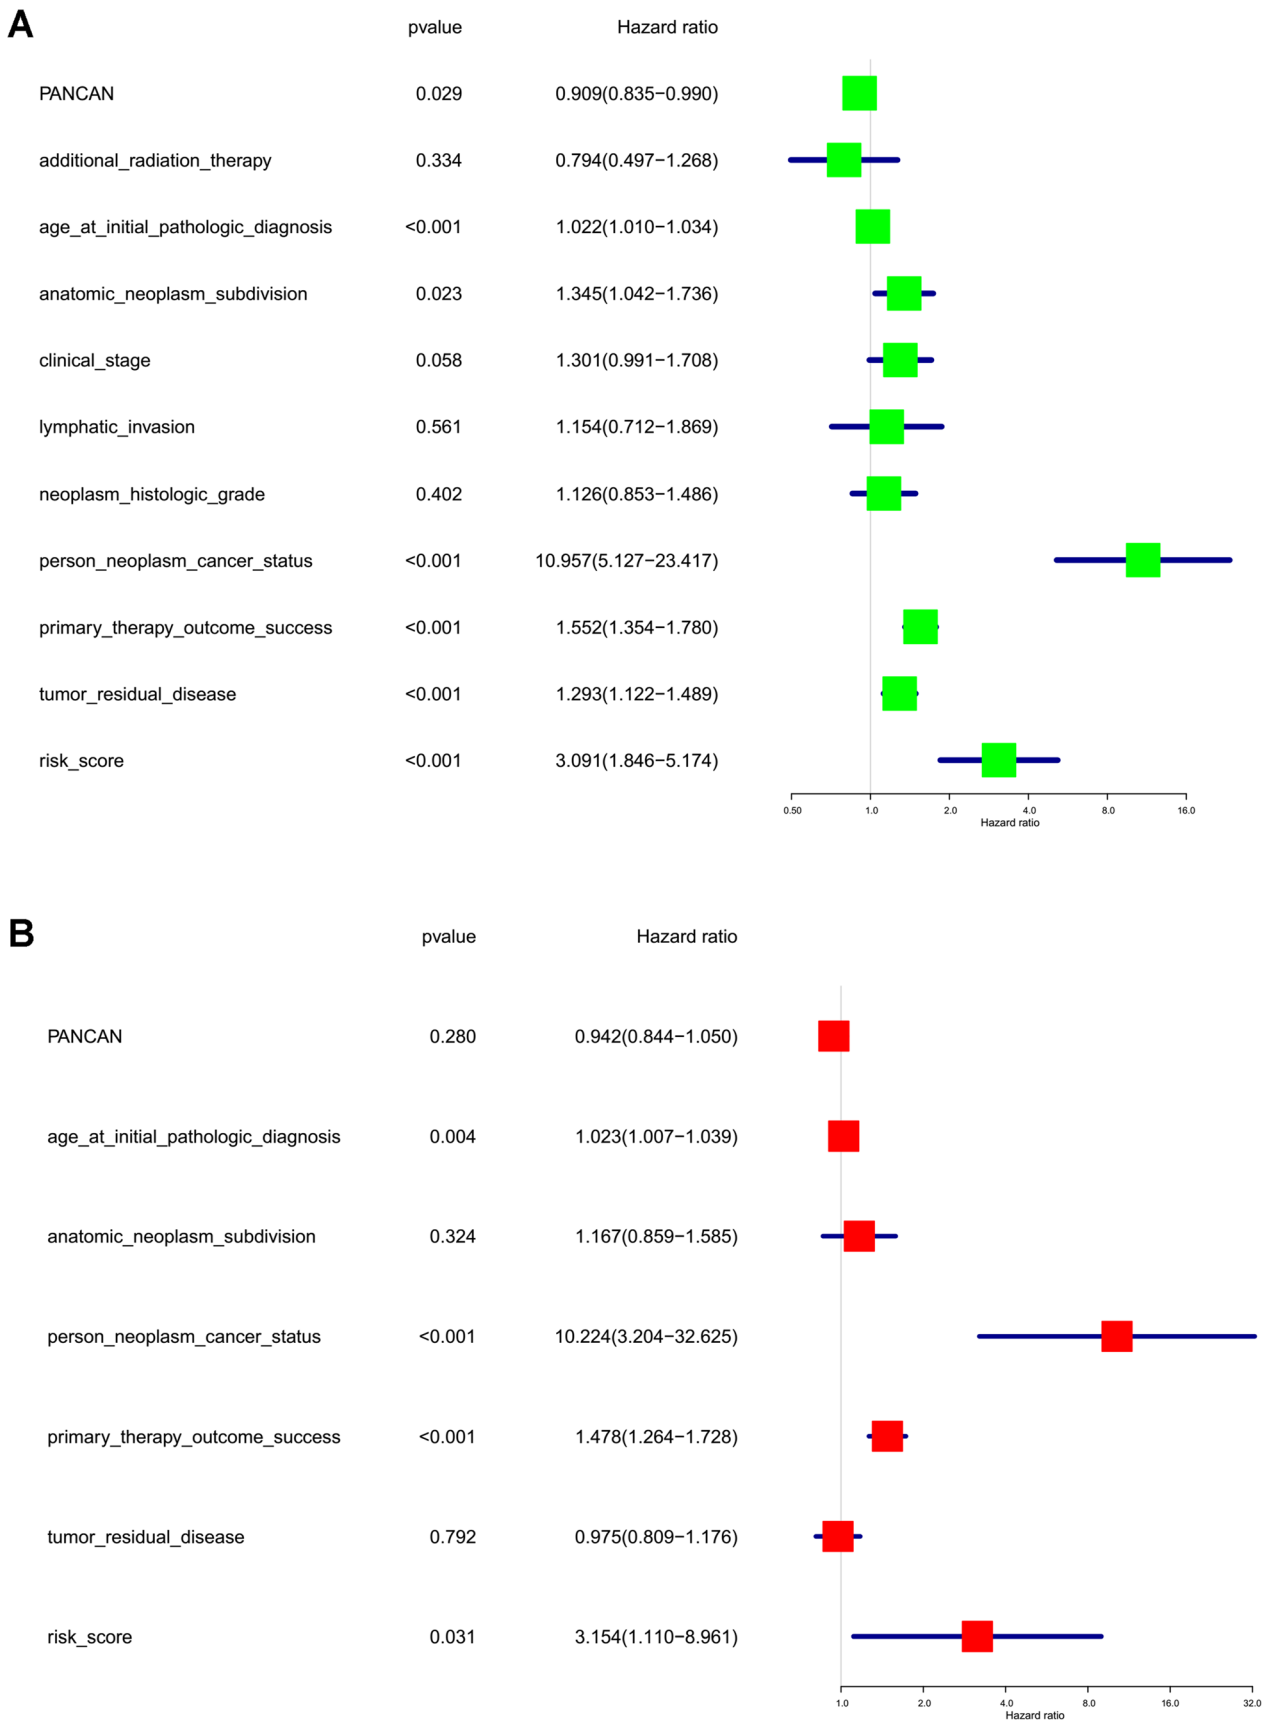 A
pvalue Hazard ratio
PANCAN 0.029 0.909(0.835−0.990)
additional_radiation_therapy 0.334 0.794(0.497−1.268)
age_at_initial_pathologic_diagnosis <0.001 1.022(1.010−1.034)
anatomic_neoplasm_subdivision 0.023 1.345(1.042−1.736)
clinical_stage 0.058 1.301(0.991−1.708)
lymphatic_invasion 0.561 1.154(0.712−1.869)
neoplasm_histologic_grade 0.402 1.126(0.853−1.486)
person_neoplasm_cancer_status <0.001 10.957(5.127−23.417)
primary_therapy_outcome_success <0.001 1.552(1.354−1.780)
tumor_residual_disease <0.001 1.293(1.122−1.489)
risk_score <0.001 3.091(1.846−5.174)
0.50 1.0 2.0 4.0 8.0 16.0
Hazard ratio
B
pvalue Hazard ratio
PANCAN 0.280 0.942(0.844−1.050)
age_at_initial_pathologic_diagnosis 0.004 1.023(1.007−1.039)
anatomic_neoplasm_subdivision 0.324 1.167(0.859−1.585)
person_neoplasm_cancer_status <0.001 10.224(3.204−32.625)
primary_therapy_outcome_success <0.001 1.478(1.264−1.728)
tumor_residual_disease 0.792 0.975(0.809−1.176)
risk_score 0.031 3.154(1.110−8.961)
1.0 2.0 4.0 8.0 16.0 32.0
Hazard ratio